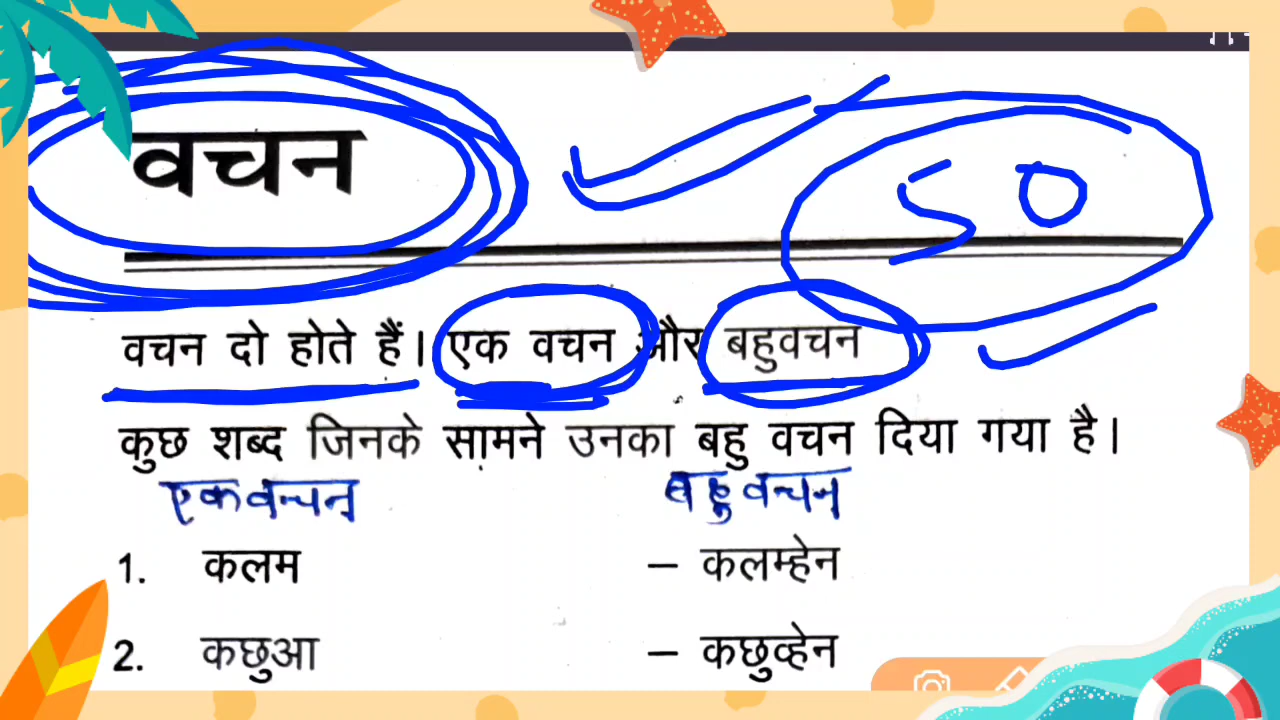 वचन
50
वचन दो होते हैं। एक वचन और बहुवचन
कुछ शब्द जिनके सामने उनका बहु वचन दिया गया है।
एकवचन बहुवचन
1. कलम – कलम्हेन
2. कछुआ – कछुव्हेन